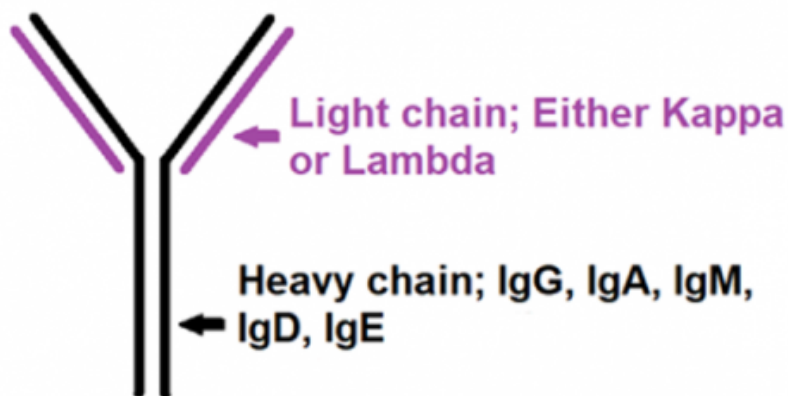 Light chain; Either Kappa
or Lambda
Heavy chain; IgG, IgA, IgM,
IgD, IgE